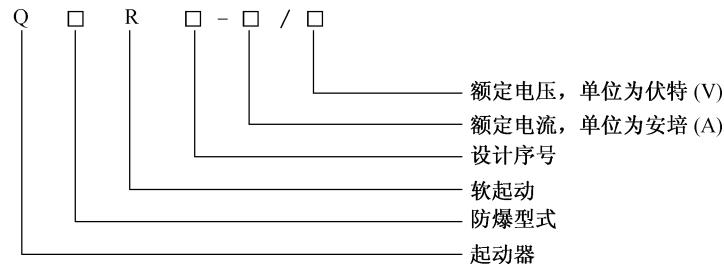 Q □ R □ - □ / □
额定电压，单位为伏特 (V)
额定电流，单位为安培 (A)
设计序号
软起动
防爆型式
起动器